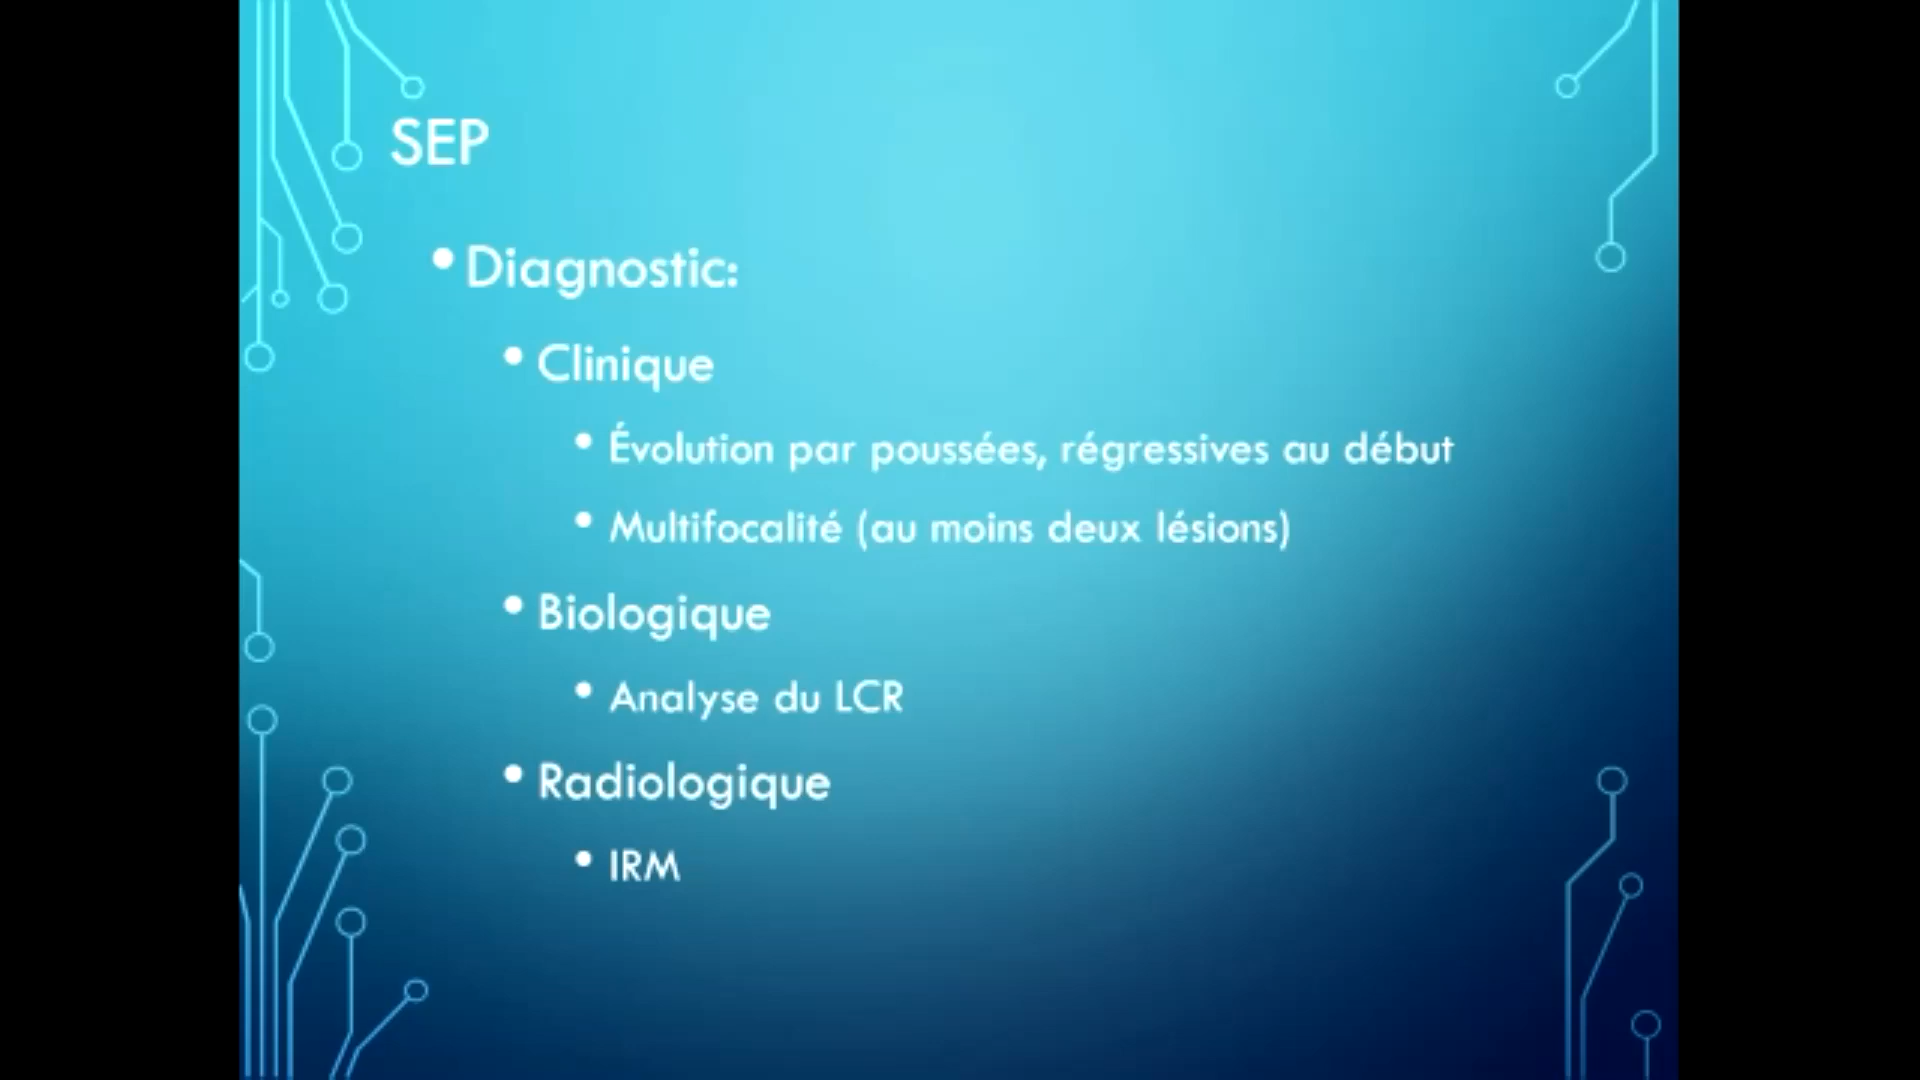 SEP
• Diagnostic:
• Clinique
• Évolution par poussées, régressives au début
• Multifocalité (au moins deux lésions)
• Biologique
• Analyse du LCR
• Radiologique
• IRM